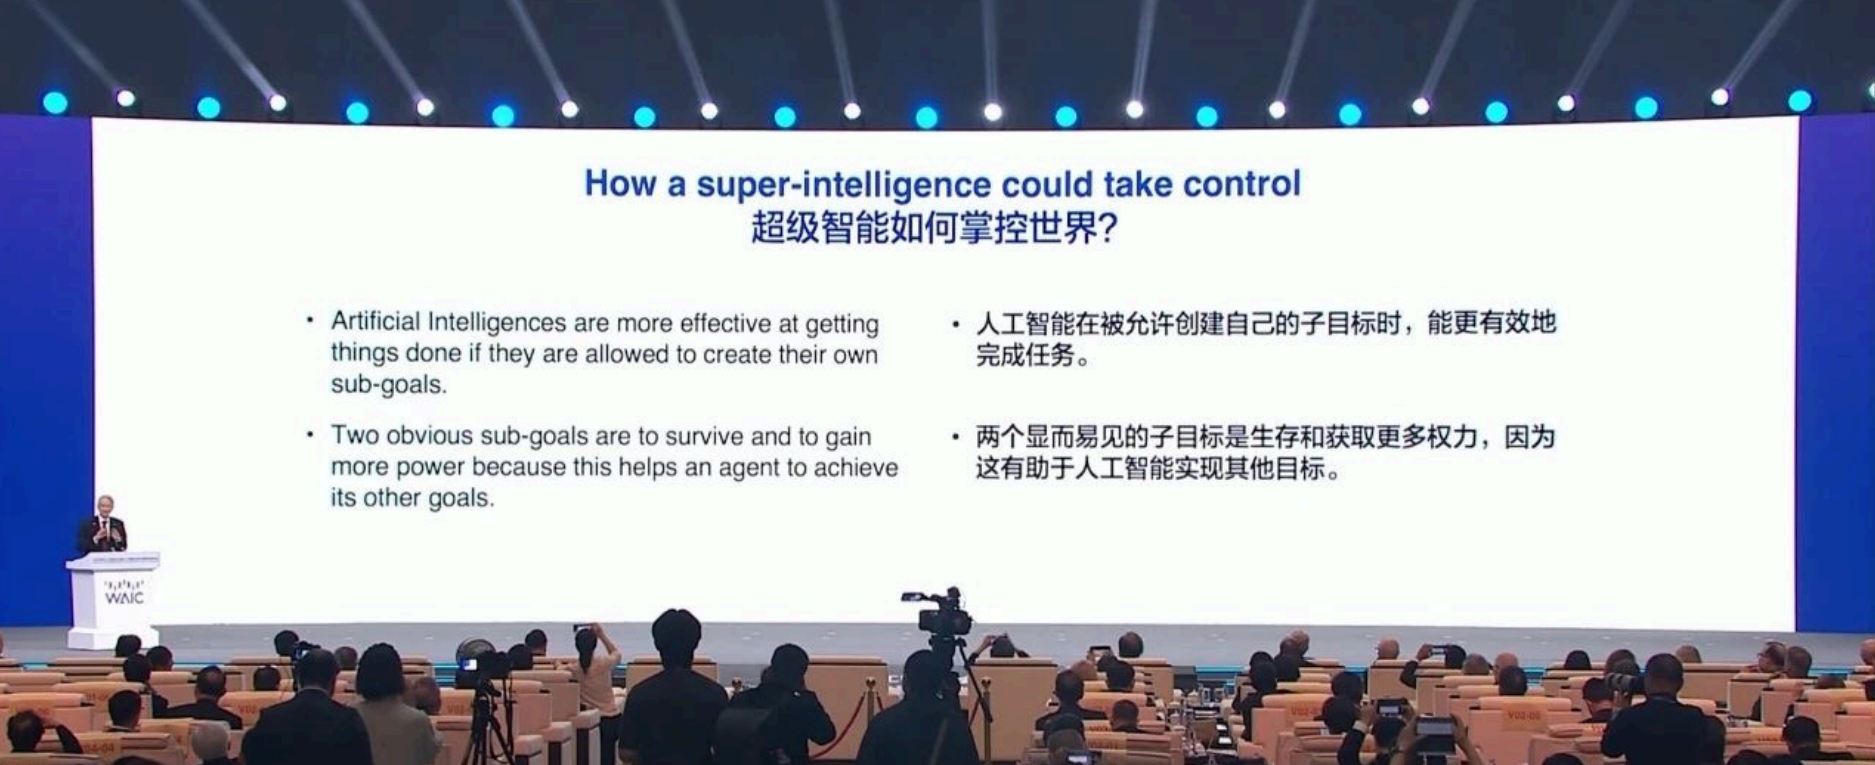 How a super-intelligence could take control
超级智能如何掌控世界?
• Artificial Intelligences are more effective at getting
things done if they are allowed to create their own
sub-goals.
• Two obvious sub-goals are to survive and to gain
more power because this helps an agent to achieve
its other goals.
• 人工智能在被允许创建自己的子目标时，能更有效地
完成任务。
• 两个显而易见的子目标是生存和获取更多权力，因为
这有助于人工智能实现其他目标。
WAIC